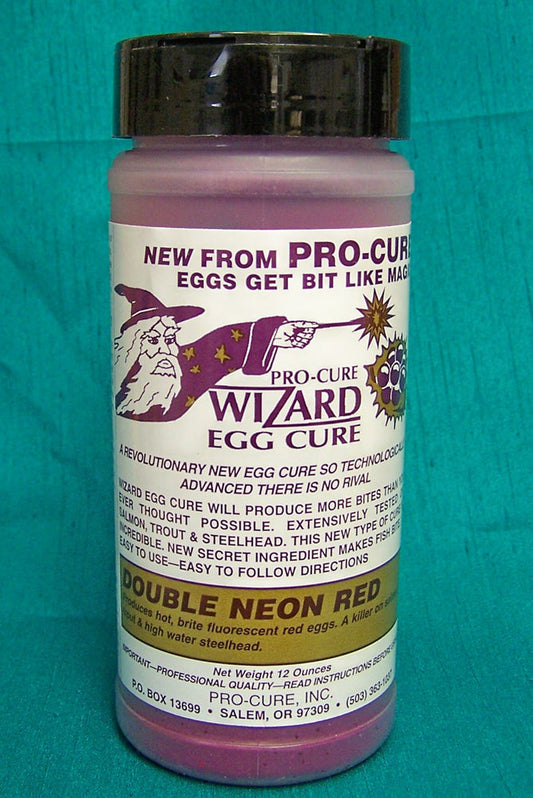 NEW FROM PRO-CURE
EGGS GET BIT LIKE MAG
PRO-CURE
WIZARD
EGG CURE
A REVOLUTIONARY NEW EGG CURE SO TECHNOLOGICAL
ADVANCED THERE IS NO RIVAL
WIZARD EGG CURE WILL PRODUCE MORE BITES THAN
EVER THOUGHT POSSIBLE. EXTENSIVELY TESTED
SALMON, TROUT & STEELHEAD. THIS NEW TYPE OF CURE
INCREDIBLE. NEW SECRET INGREDIENT MAKES FISH BITE
EASY TO USE—EASY TO FOLLOW DIRECTIONS
DOUBLE NEON RED
produces hot, brite fluorescent red eggs. A killer on
& high water steelhead.
IMPORTANT—PROFESSIONAL QUALITY—READ INSTRUCTIONS BEFORE
Net Weight 12 Ounces
PRO-CURE, INC.
P.O. BOX 13699 • SALEM, OR 97309 • (503) 363-